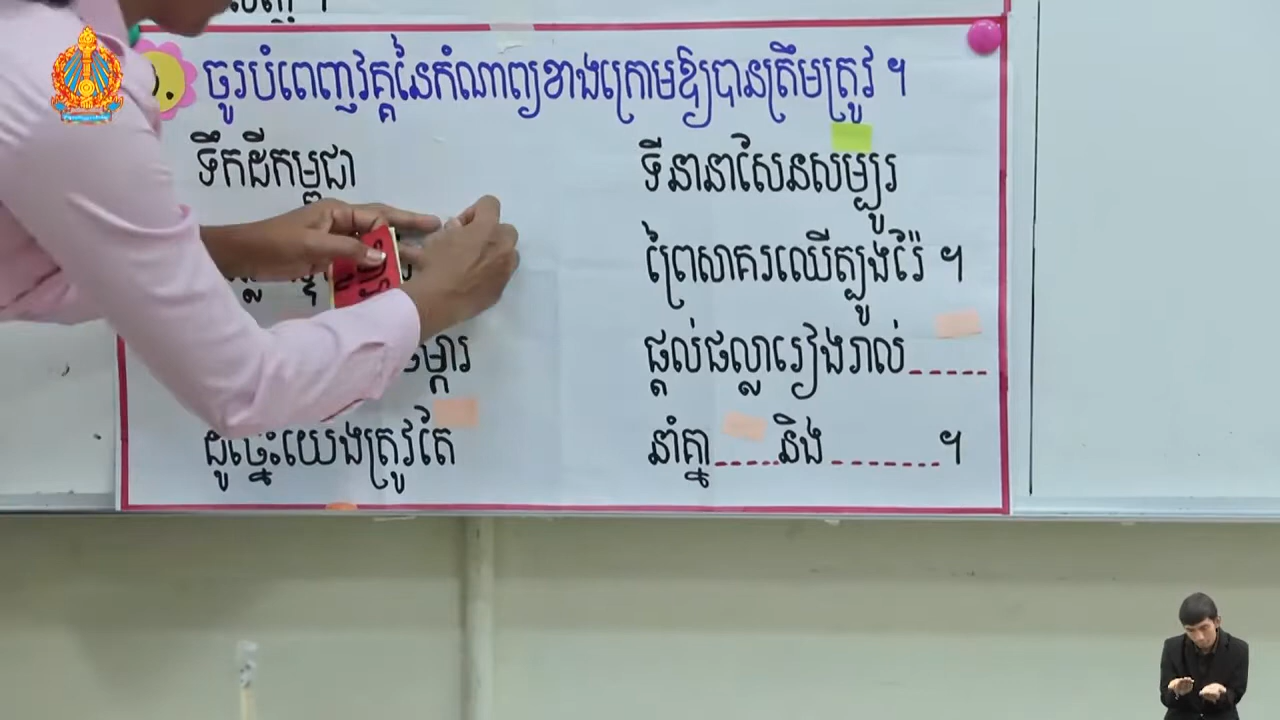 ចូរបំពេញវគ្គនៃកំណាព្យខាងក្រោមឱ្យបានត្រឹមត្រូវ ។
ទឹកដីកម្ពុជា ទីនានាសែនសម្បូរ
ព្រៃសាគរឈើត្បូងរ៉ៃ ។
ចម្ការ ផ្តល់ផល្លារៀងរាល់.....
ដូច្នេះយើងត្រូវតែ នាំគ្នា.....និង.......។